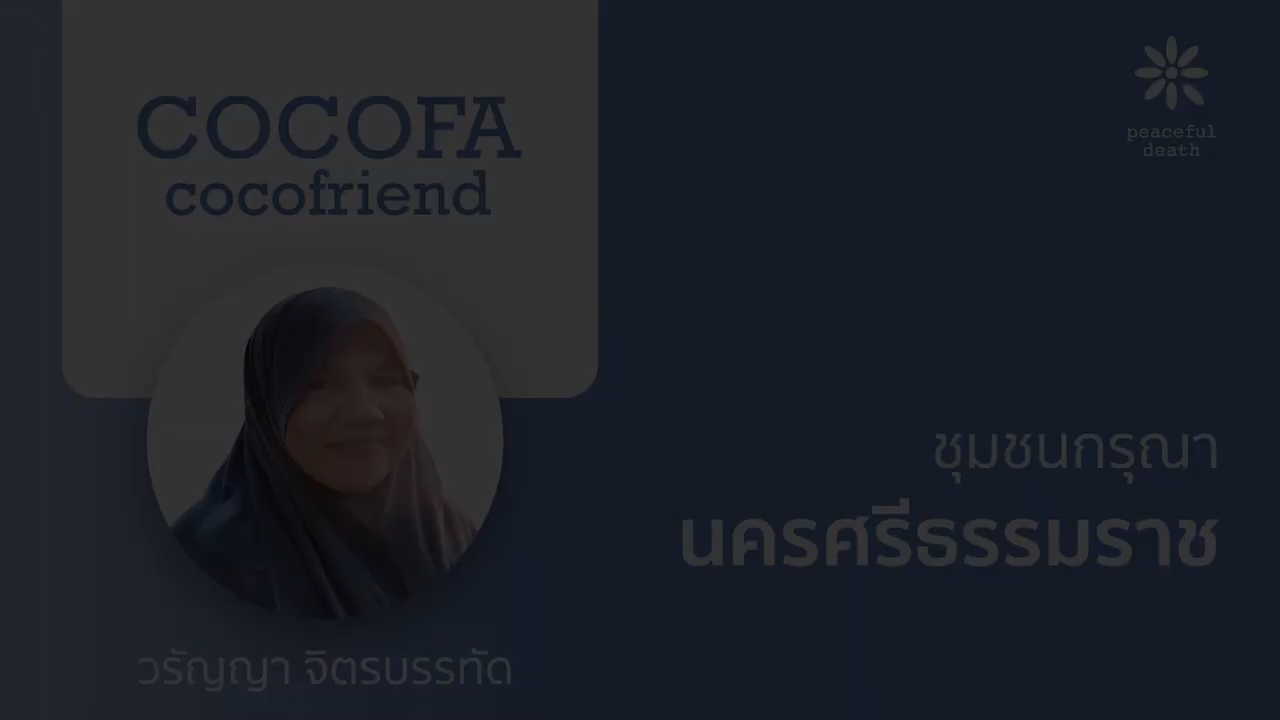 COCOFA
cocofriend
peaceful
death
ชุมชนกรุณา
นครศรีธรรมราช
วรัญญา จิตรบรรทัด